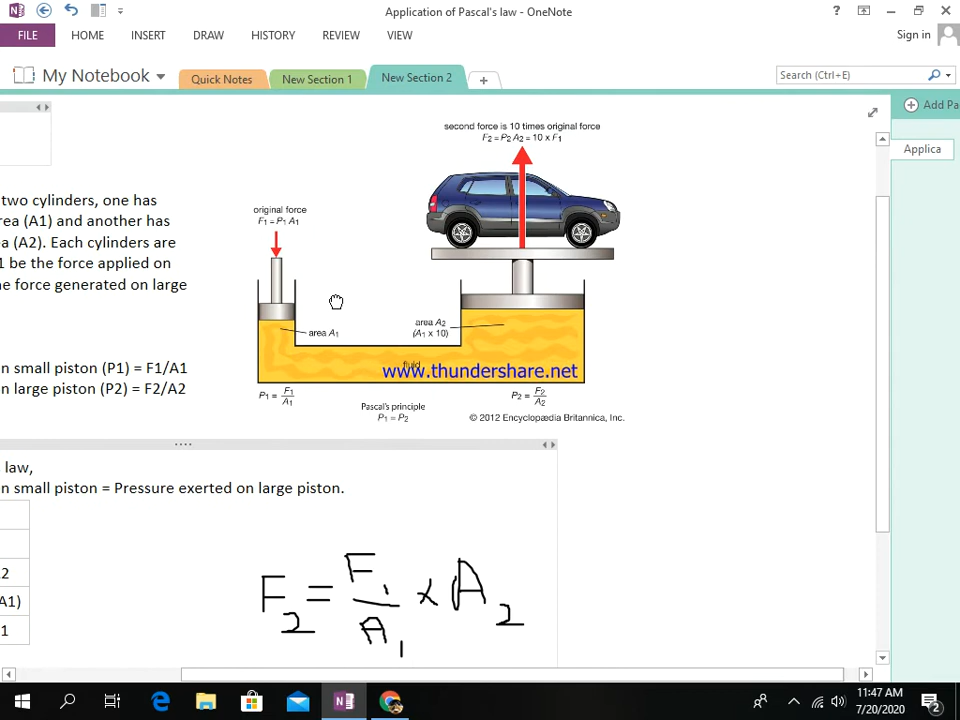 Application of Pascal's law - OneNote
FILE HOME INSERT DRAW HISTORY REVIEW VIEW
Sign in
My Notebook Quick Notes New Section 1 New Section 2
Search (Ctrl+E)
Add Pa
Applica
two cylinders, one has
rea (A1) and another has
ea (A2). Each cylinders are
1 be the force applied on
he force generated on large
n small piston (P1) = F1/A1
n large piston (P2) = F2/A2
second force is 10 times original force
F2 = P2 A2 = 10 x F1
original force
F1 = P1 A1
area A1
area A2
(A1 x 10)
fluid
www.thundershare.net
P1 = F1/A1
P2 = F2/A2
Pascal's principle
P1 = P2
© 2012 Encyclopædia Britannica, Inc.
law,
n small piston = Pressure exerted on large piston.
A2
A1)
1
F2 = F1/A1 x A2
11:47 AM
7/20/2020
2